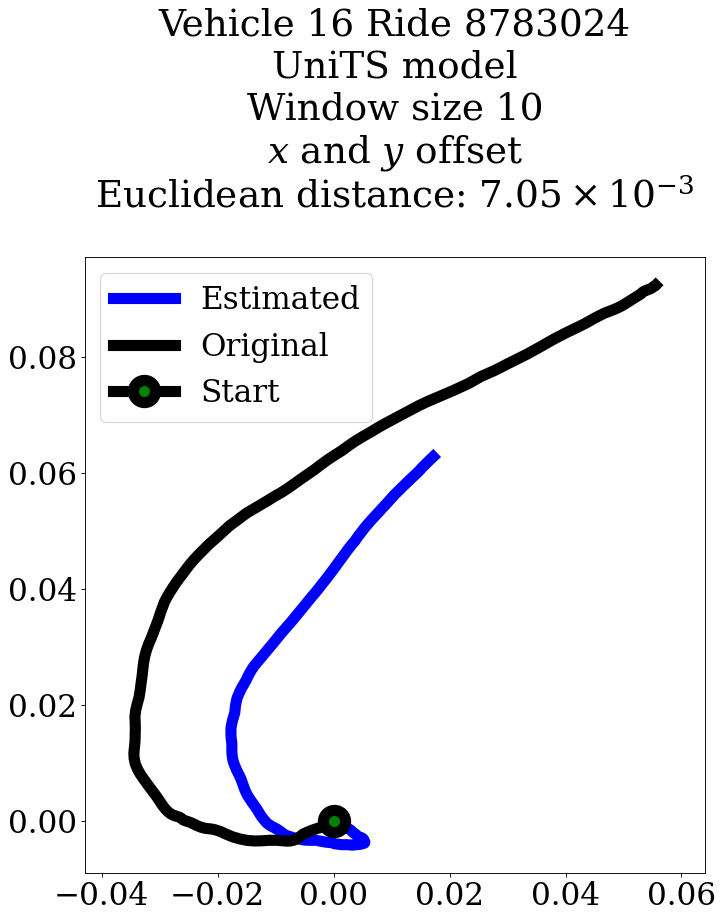 Vehicle 16 Ride 8783024
UniTS model
Window size 10
x and y offset
Euclidean distance: 7.05 × 10⁻³
Estimated
Original
Start
0.08
0.06
0.04
0.02
0.00
−0.04 −0.02 0.00 0.02 0.04 0.06